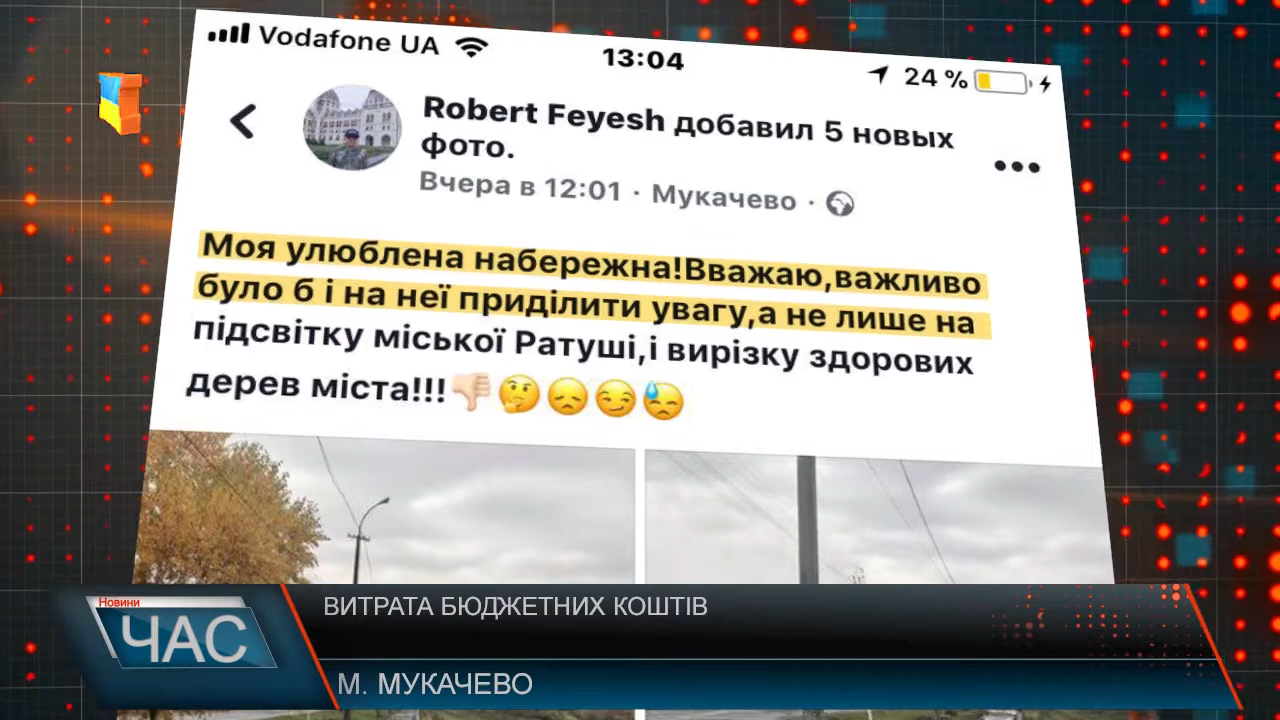 Vodafone UA 13:04 24 %
Robert Feyesh добавил 5 новых
фото.
Вчера в 12:01 · Мукачево ·
Моя улюблена набережна!Вважаю,важливо
було б і на неї приділити увагу,а не лише на
підсвітку міської Ратуші,і вирізку здорових
дерев міста!!!👎🏻🤔😞😏😓
Новини
ЧАС
ВИТРАТА БЮДЖЕТНИХ КОШТІВ
М. МУКАЧЕВО